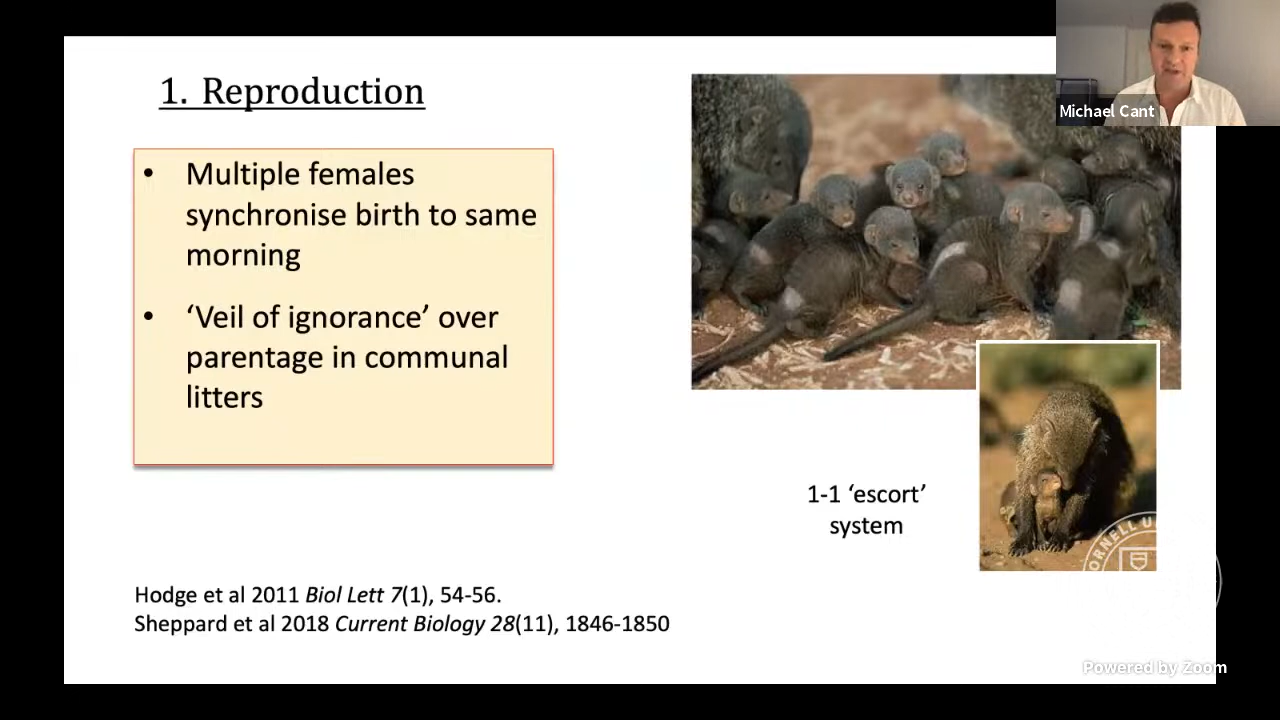 1. Reproduction
Michael Cant
• Multiple females
synchronise birth to same
morning
• ‘Veil of ignorance’ over
parentage in communal
litters
1-1 ‘escort’
system
Hodge et al 2011 Biol Lett 7(1), 54-56.
Sheppard et al 2018 Current Biology 28(11), 1846-1850
Powered by Zoom